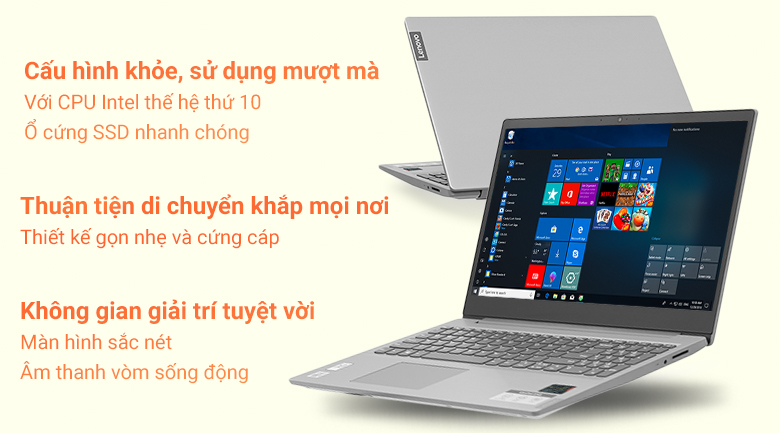 Cấu hình khỏe, sử dụng mượt mà
Với CPU Intel thế hệ thứ 10
Ổ cứng SSD nhanh chóng
Thuận tiện di chuyển khắp mọi nơi
Thiết kế gọn nhẹ và cứng cáp
Không gian giải trí tuyệt vời
Màn hình sắc nét
Âm thanh vòm sống động
Lenovo
NETFLIX